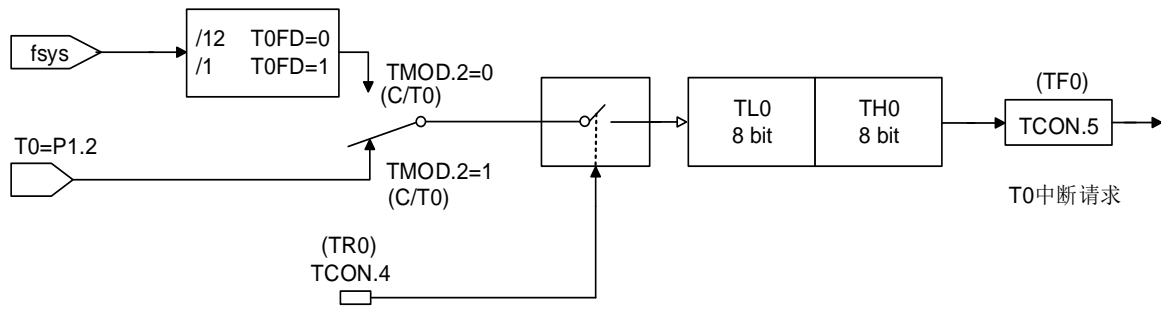 fsys
/12 T0FD=0
/1 T0FD=1
TMOD.2=0
(C/T0)
T0=P1.2
TMOD.2=1
(C/T0)
(TR0)
TCON.4
TL0
8 bit
TH0
8 bit
(TF0)
TCON.5
T0中断请求